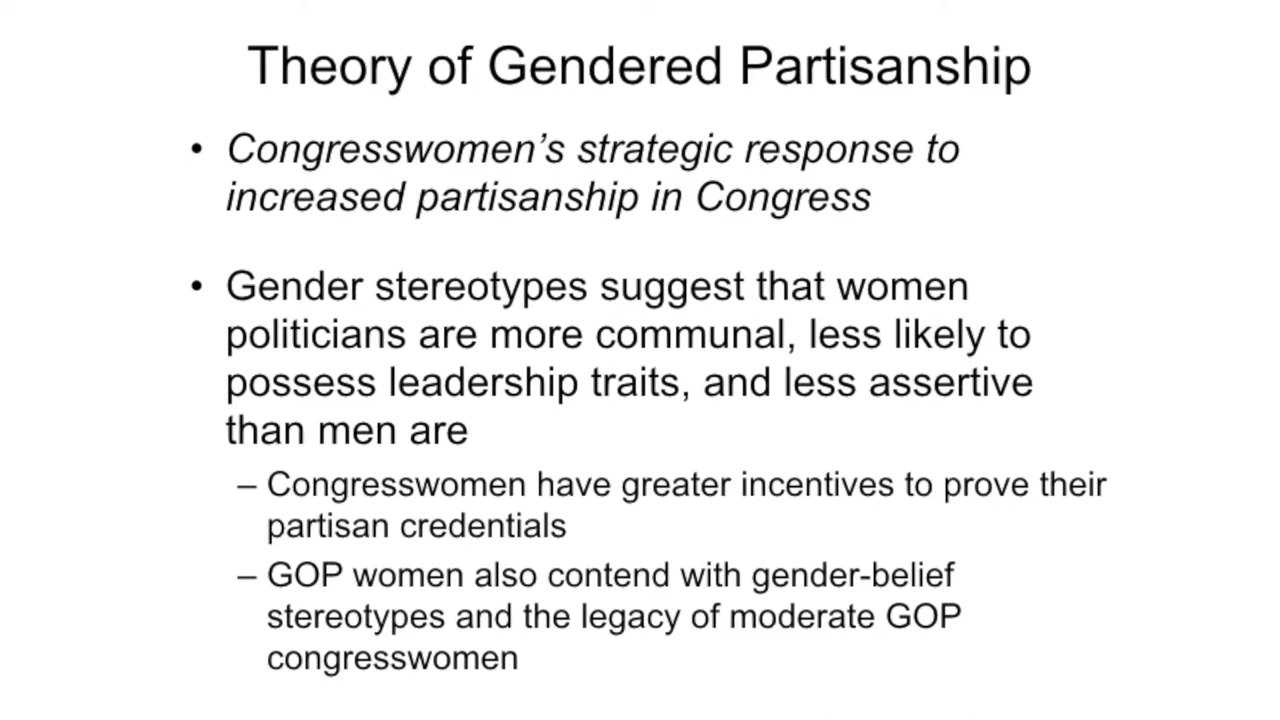 Theory of Gendered Partisanship
• Congresswomen’s strategic response to
increased partisanship in Congress
• Gender stereotypes suggest that women
politicians are more communal, less likely to
possess leadership traits, and less assertive
than men are
– Congresswomen have greater incentives to prove their
partisan credentials
– GOP women also contend with gender-belief
stereotypes and the legacy of moderate GOP
congresswomen